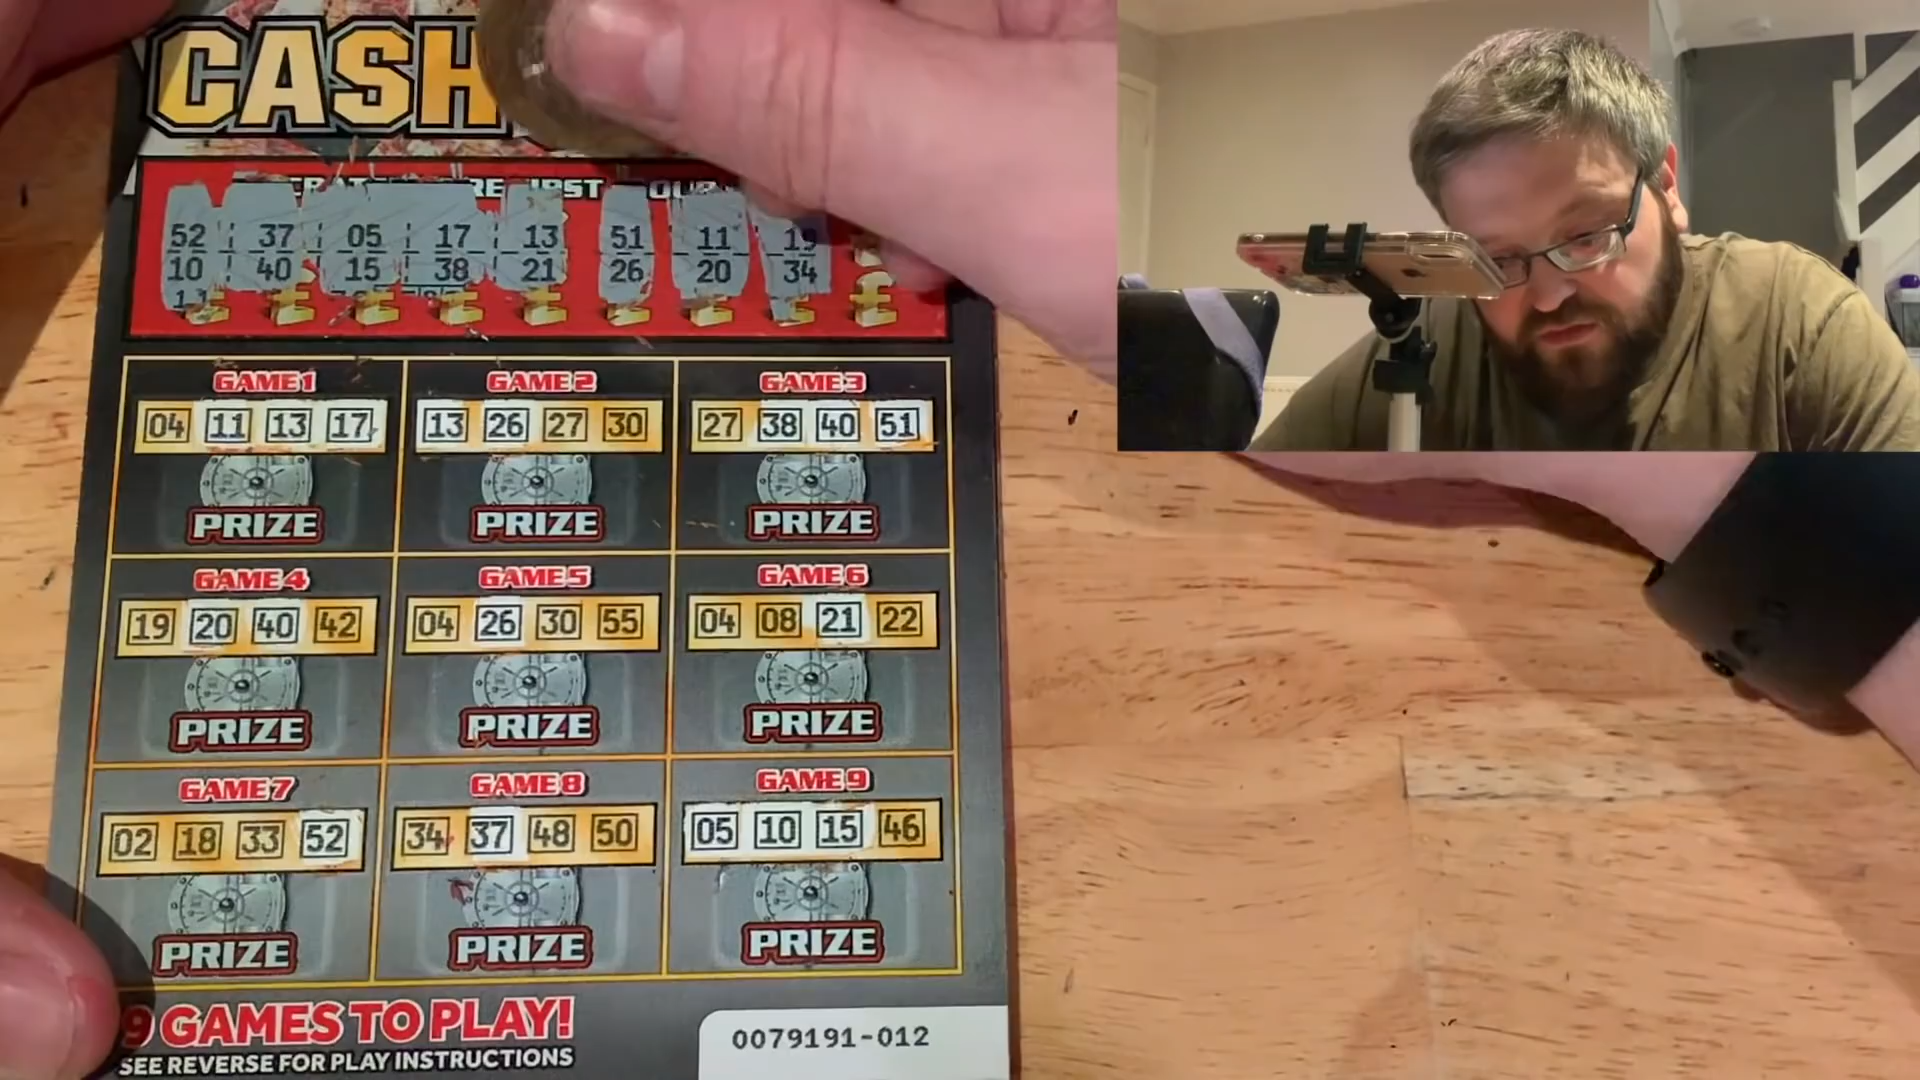 CASH
52 37 05 17 13 51 11 19
10 40 15 38 21 26 20 34
GAME 1 GAME 2 GAME 3
04 11 13 17 13 26 27 30 27 38 40 51
PRIZE PRIZE PRIZE
GAME 4 GAME 5 GAME 6
19 20 40 42 04 26 30 55 04 08 21 22
PRIZE PRIZE PRIZE
GAME 7 GAME 8 GAME 9
02 18 33 52 34 37 48 50 05 10 15 46
PRIZE PRIZE PRIZE
9 GAMES TO PLAY!
SEE REVERSE FOR PLAY INSTRUCTIONS
0079191-012